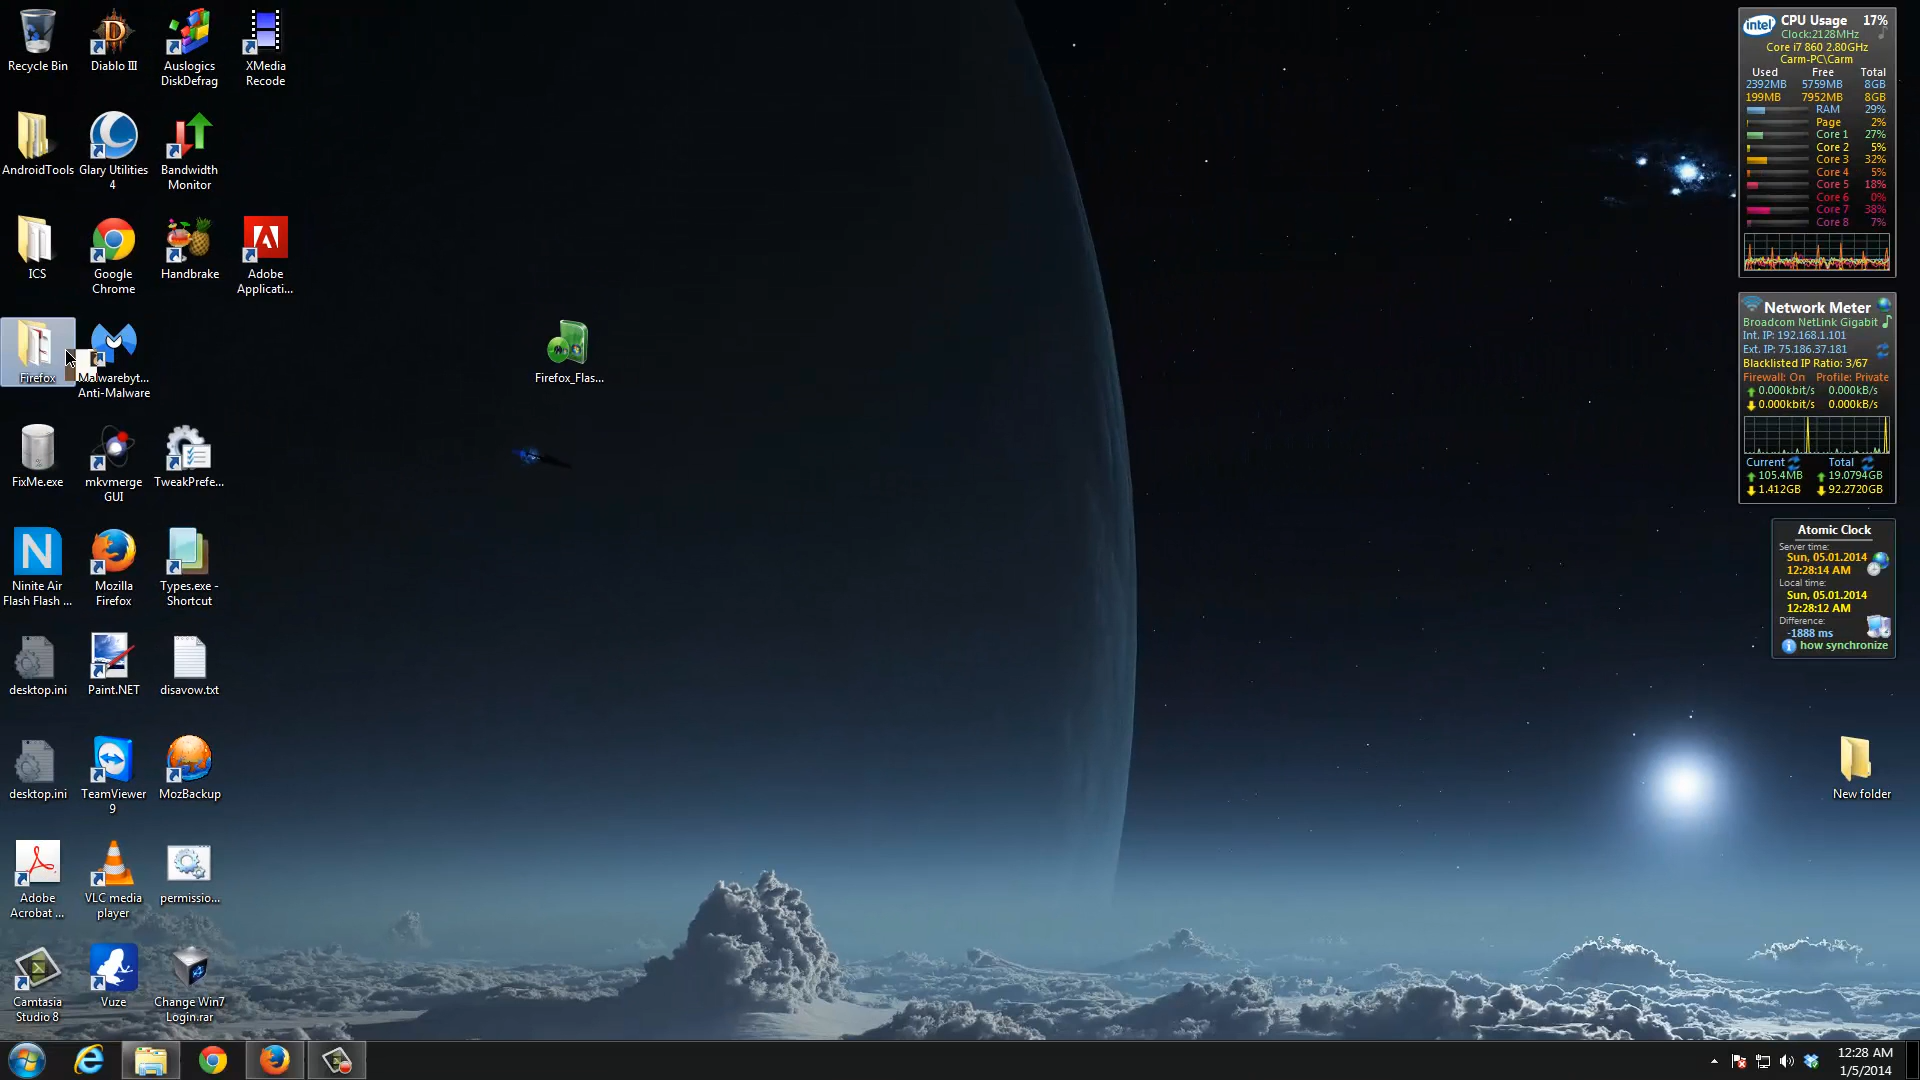 Recycle Bin
Diablo III
Auslogics
DiskDefrag
XMedia
Recode
AndroidTools
Glary Utilities
4
Bandwidth
Monitor
ICS
Google
Chrome
Handbrake
Adobe
Applicati...
Firefox
Malwarebyt...
Anti-Malware
Firefox_Flas...
FixMe.exe
mkvmerge
GUI
TweakPrefe...
Ninite Air
Flash Flash ...
Mozilla
Firefox
Types.exe -
Shortcut
desktop.ini
Paint.NET
disavow.txt
desktop.ini
TeamViewer
9
MozBackup
Adobe
Acrobat ...
VLC media
player
permissio...
Camtasia
Studio 8
Vuze
Change Win7
Login.rar
New folder
intel
CPU Usage 17%
Clock:2128MHz
Core i7 860 2.80GHz
Carm-PC\Carm
Used Free Total
2392MB 5759MB 8GB
199MB 7952MB 8GB
RAM 29%
Page 2%
Core 1 27%
Core 2 5%
Core 3 32%
Core 4 5%
Core 5 18%
Core 6 0%
Core 7 38%
Core 8 7%
Network Meter
Broadcom NetLink Gigabit
Int. IP: 192.168.1.101
Ext. IP: 75.186.37.181
Blacklisted IP Ratio: 3/67
Firewall: On Profile: Private
0.000kbit/s 0.000kB/s
0.000kbit/s 0.000kB/s
Current Total
105.4MB 19.0794GB
1.412GB 92.2720GB
Atomic Clock
Server time:
Sun, 05.01.2014
12:28:14 AM
Local time:
Sun, 05.01.2014
12:28:12 AM
Difference:
-1888 ms
how synchronize
12:28 AM
1/5/2014